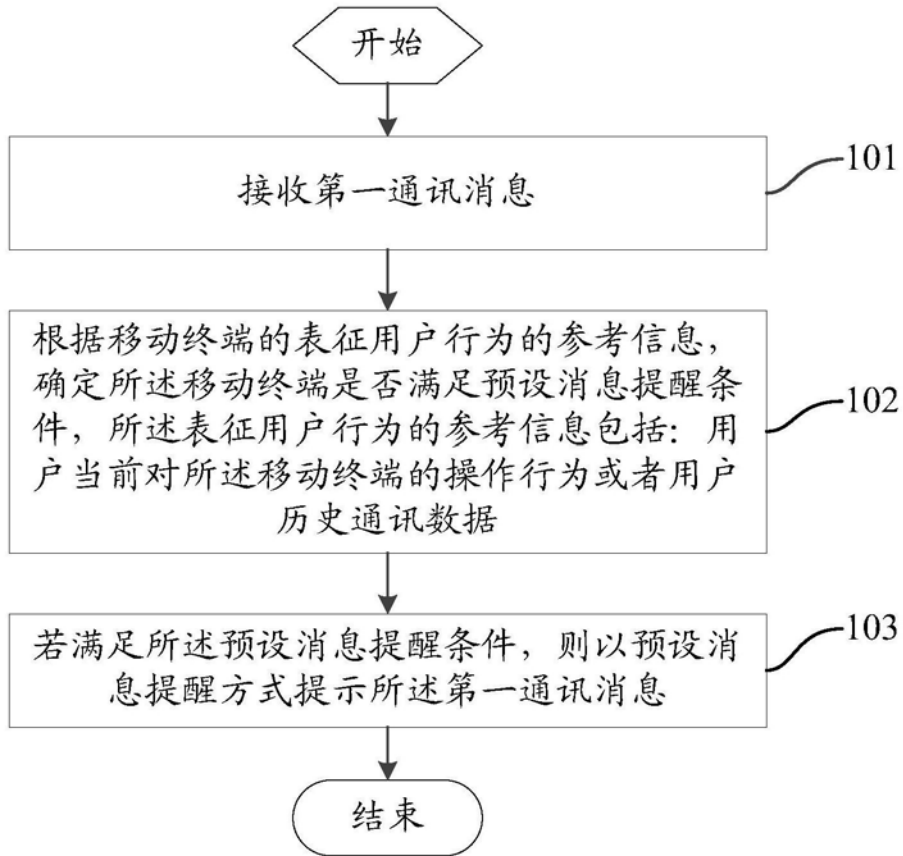 开始
接收第一通讯消息
101
根据移动终端的表征用户行为的参考信息，
确定所述移动终端是否满足预设消息提醒条
件，所述表征用户行为的参考信息包括：用
户当前对所述移动终端的操作行为或者用户
历史通讯数据
102
若满足所述预设消息提醒条件，则以预设消
息提醒方式提示所述第一通讯消息
103
结束